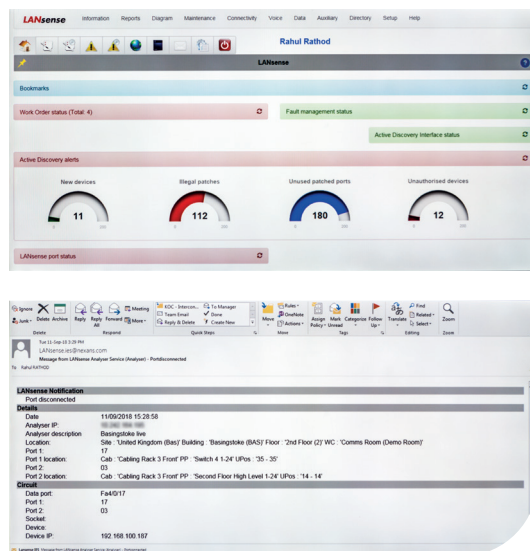 LANsense
Information Reports Diagram Maintenance Connectivity Voice Data Auxiliary Directory Setup Help
Rahul Rathod
LANsense
Bookmarks
Work Order status (Total: 4)
Fault management status
Active Discovery Interface status
Active Discovery alerts
New devices Illegal patches Unused patched ports Unauthorised devices
11 112 180 12
LANsense port status
Ignore Meeting KOC - Intercon... To Manager Rules Find
Team Email Done OneNote Related
Junk Delete Archive Reply Reply All Forward More Reply & Delete Create New Move Actions Assign Policy Mark Unread Categorize Follow Up Translate Select Zoom
Delete Respond Quick Steps Move Tags Editing Zoom
Tue 11-Sep-18 3:29 PM
LANsense.ies@nexans.com
Message from LANsense Analyser Service (Analyser) - Portdisconnected
To Rahul RATHOD
LANsense Notification
Port disconnected
Details
Date 11/09/2018 15:28:58
Analyser IP:
Analyser description Basingstoke live
Location: Site : 'United Kingdom (Bas)' Building : 'Basingstoke (BAS)' Floor : '2nd Floor (2)' WC : 'Comms Room (Demo Room)'
Port 1: 17
Port 1 location: Cab : 'Cabling Rack 3 Front' PP : 'Switch 4 1-24' UPos : '35 - 35'
Port 2: 03
Port 2 location: Cab : 'Cabling Rack 3 Front' PP : 'Second Floor High Level 1-24' UPos : '14 - 14'
Circuit
Data port: Fa4/0/17
Port 1: 17
Port 2: 03
Socket:
Device:
Device IP: 192.168.100.187